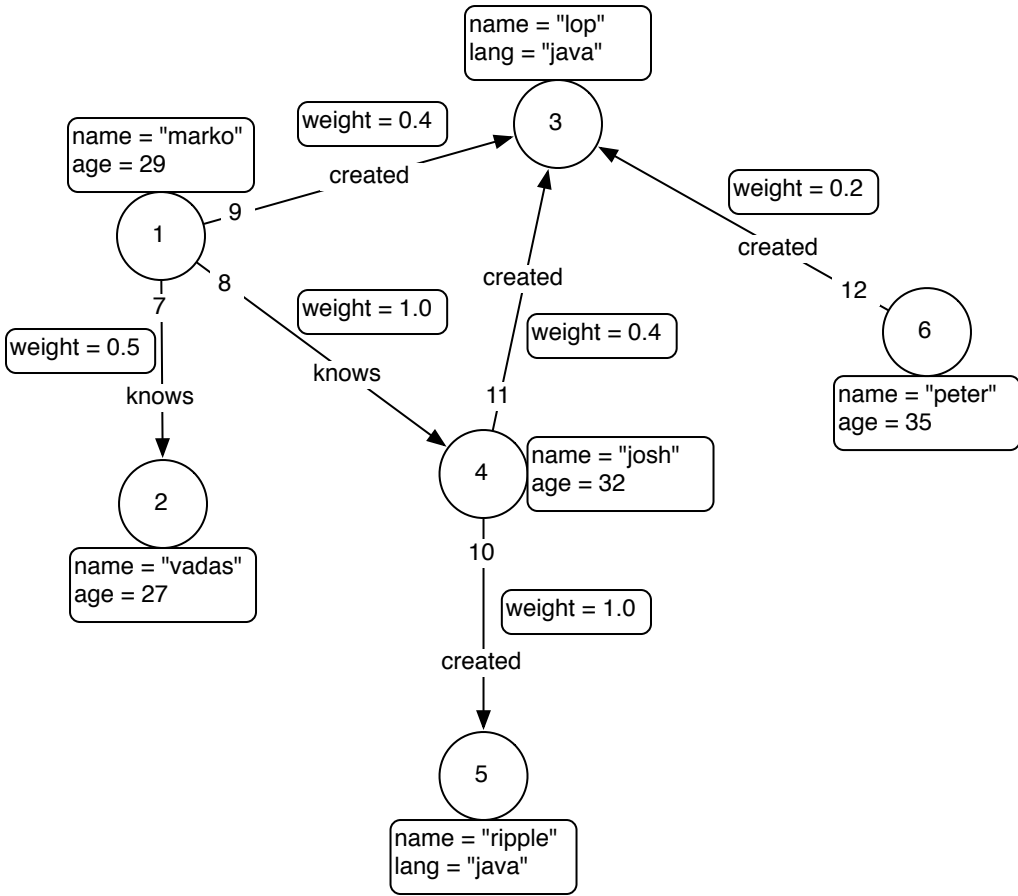 name = "lop"
lang = "java"
weight = 0.4
3
name = "marko"
age = 29
created
weight = 0.2
9
1
created
8
created
7
12
weight = 1.0
weight = 0.5
weight = 0.4
6
knows
knows
11
name = "peter"
age = 35
4
name = "josh"
age = 32
2
10
name = "vadas"
age = 27
weight = 1.0
created
5
name = "ripple"
lang = "java"